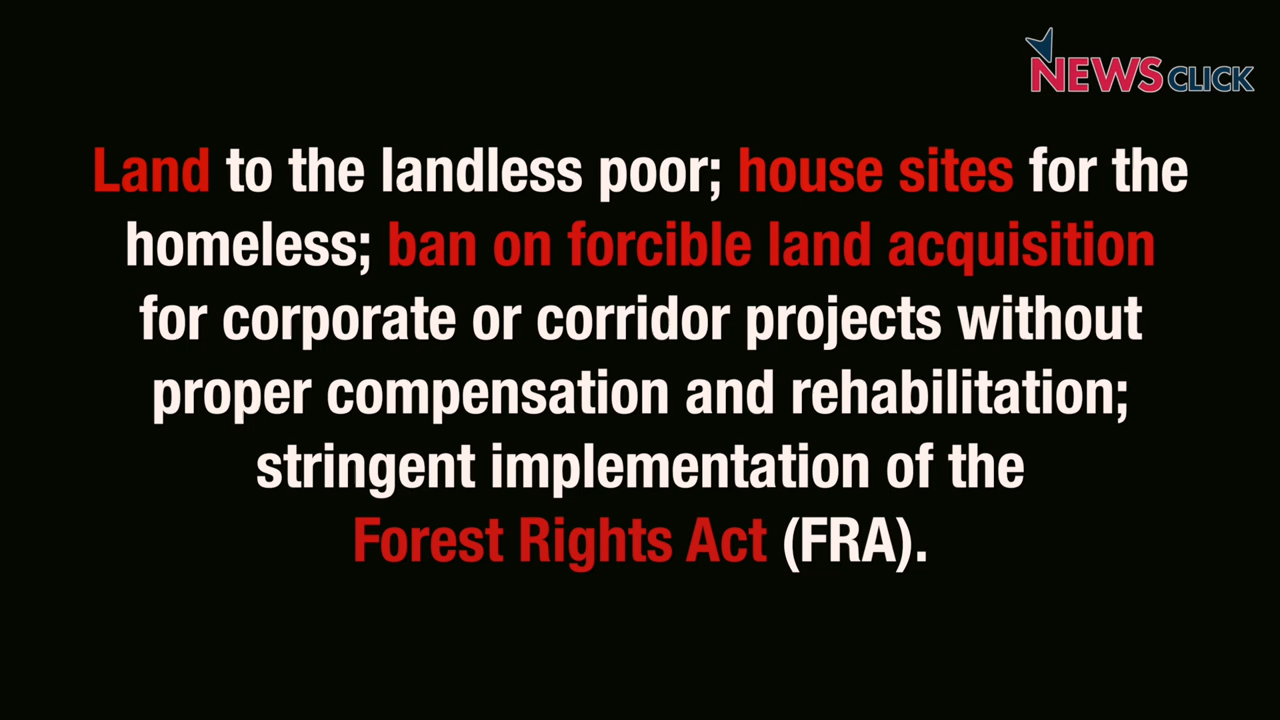 NEWSCLICK
Land to the landless poor; house sites for the
homeless; ban on forcible land acquisition
for corporate or corridor projects without
proper compensation and rehabilitation;
stringent implementation of the
Forest Rights Act (FRA).